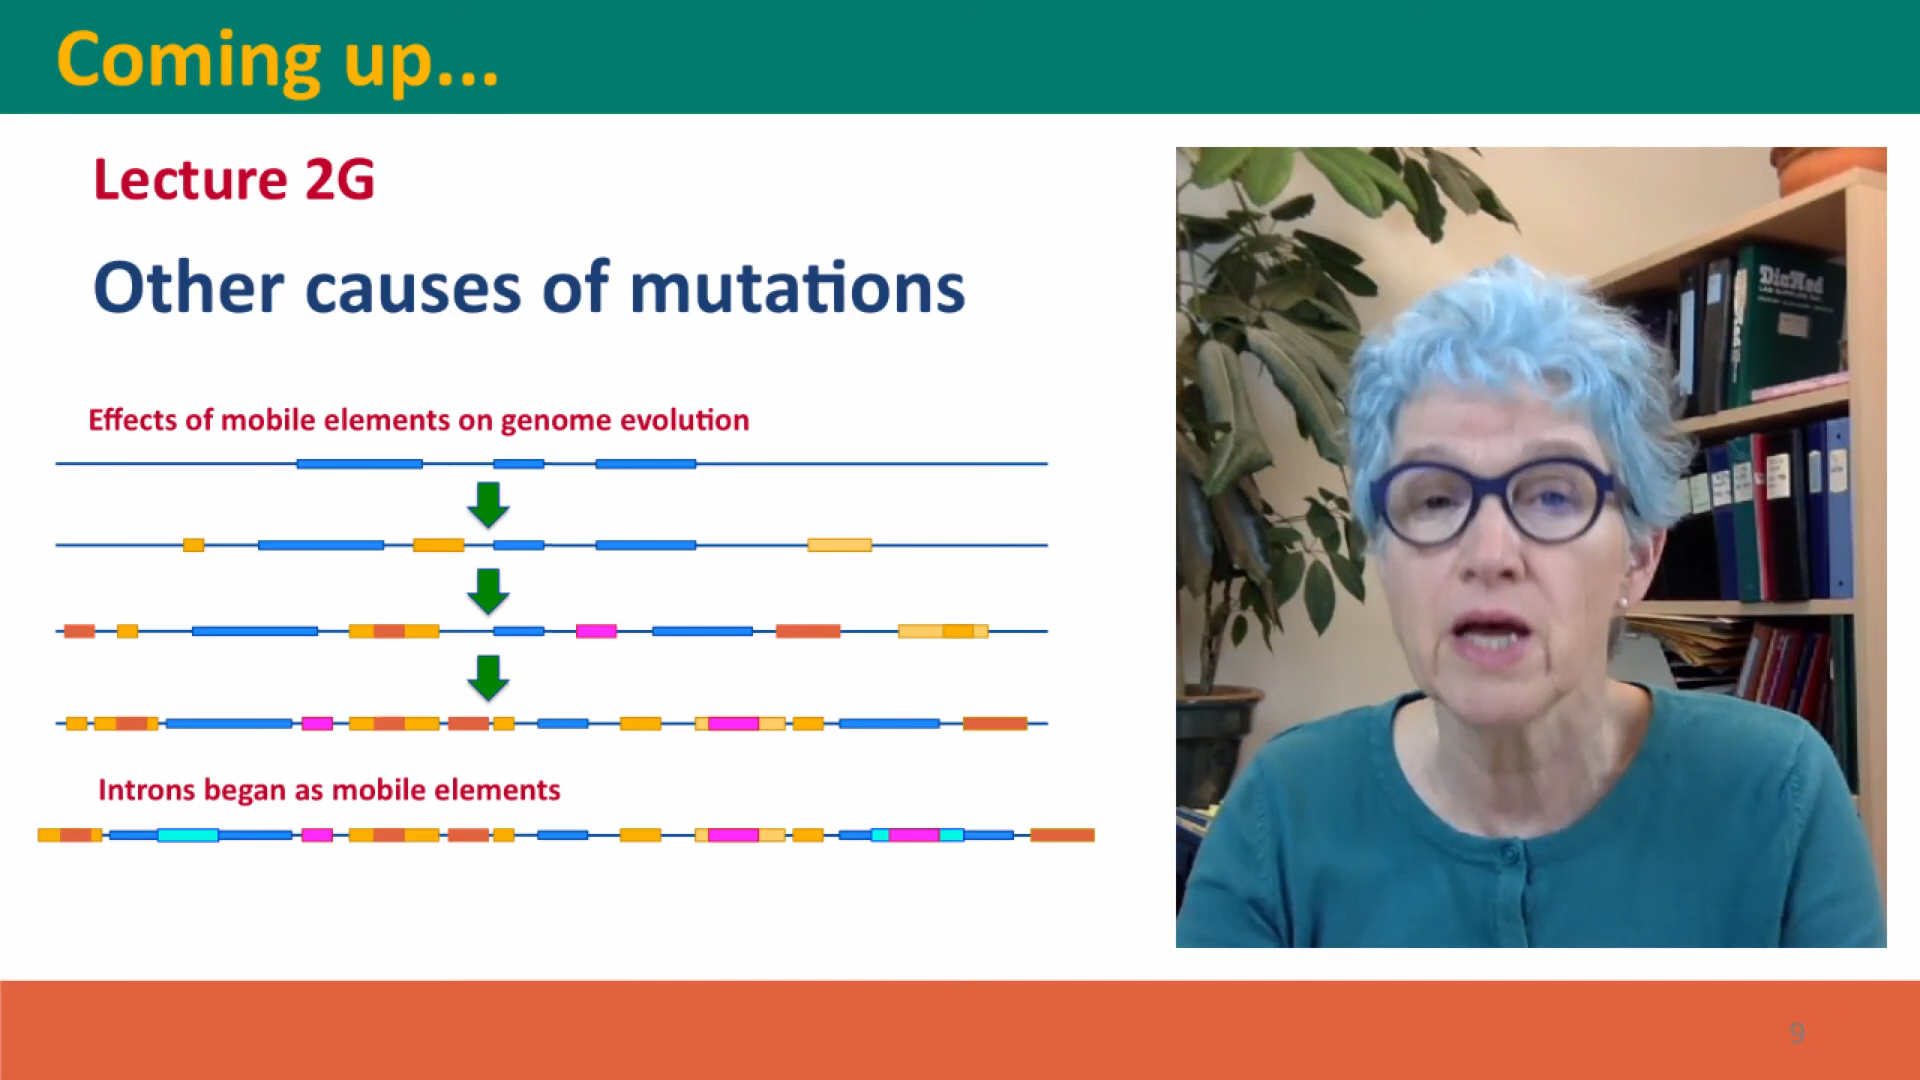 Coming up...
Lecture 2G
Other causes of mutations
Effects of mobile elements on genome evolution
Introns began as mobile elements
9